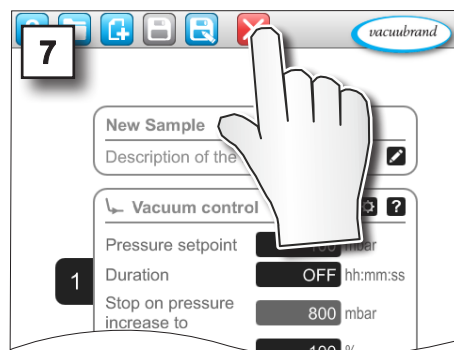 7
vacuubrand
New Sample
Description of the
Vacuum control
?
Pressure setpoint mbar
1
Duration OFF hh:mm:ss
Stop on pressure
increase to 800 mbar
%